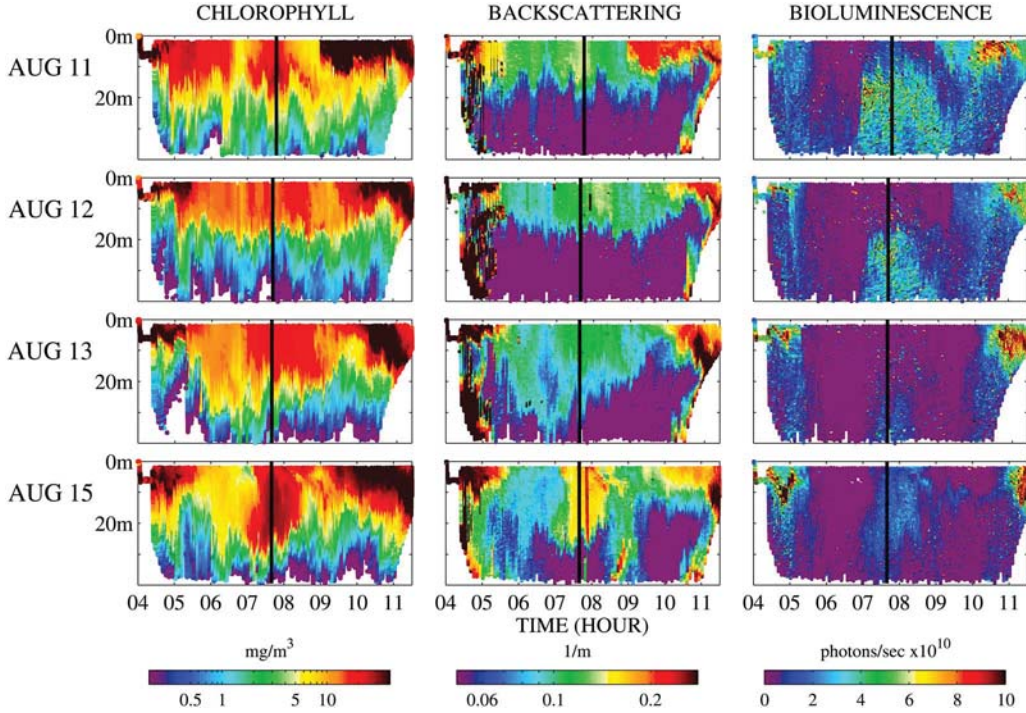 CHLOROPHYLL BACKSCATTERING BIOLUMINESCENCE
0m
AUG 11
20m
0m
AUG 12
20m
0m
AUG 13
20m
0m
AUG 15
20m
04 05 06 07 08 09 10 11 04 05 06 07 08 09 10 11 04 05 06 07 08 09 10 11
TIME (HOUR)
mg/m³ 1/m photons/sec x10¹⁰
0.5 1 5 10 0.06 0.1 0.2 0 2 4 6 8 10